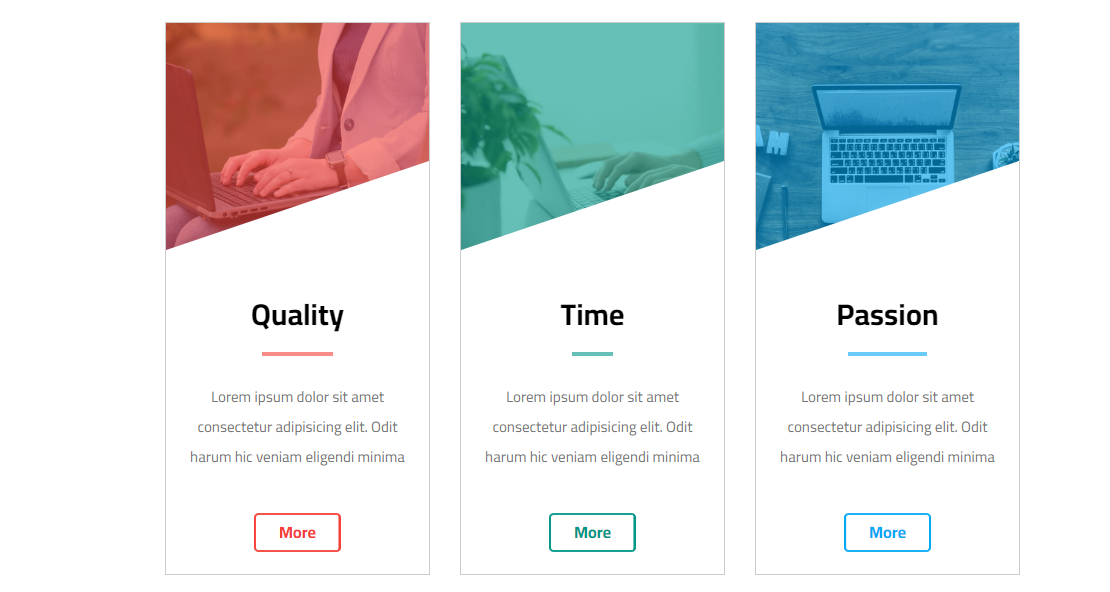 Quality
Lorem ipsum dolor sit amet
consectetur adipisicing elit. Odit
harum hic veniam eligendi minima
More
Time
Lorem ipsum dolor sit amet
consectetur adipisicing elit. Odit
harum hic veniam eligendi minima
More
AM
Passion
Lorem ipsum dolor sit amet
consectetur adipisicing elit. Odit
harum hic veniam eligendi minima
More